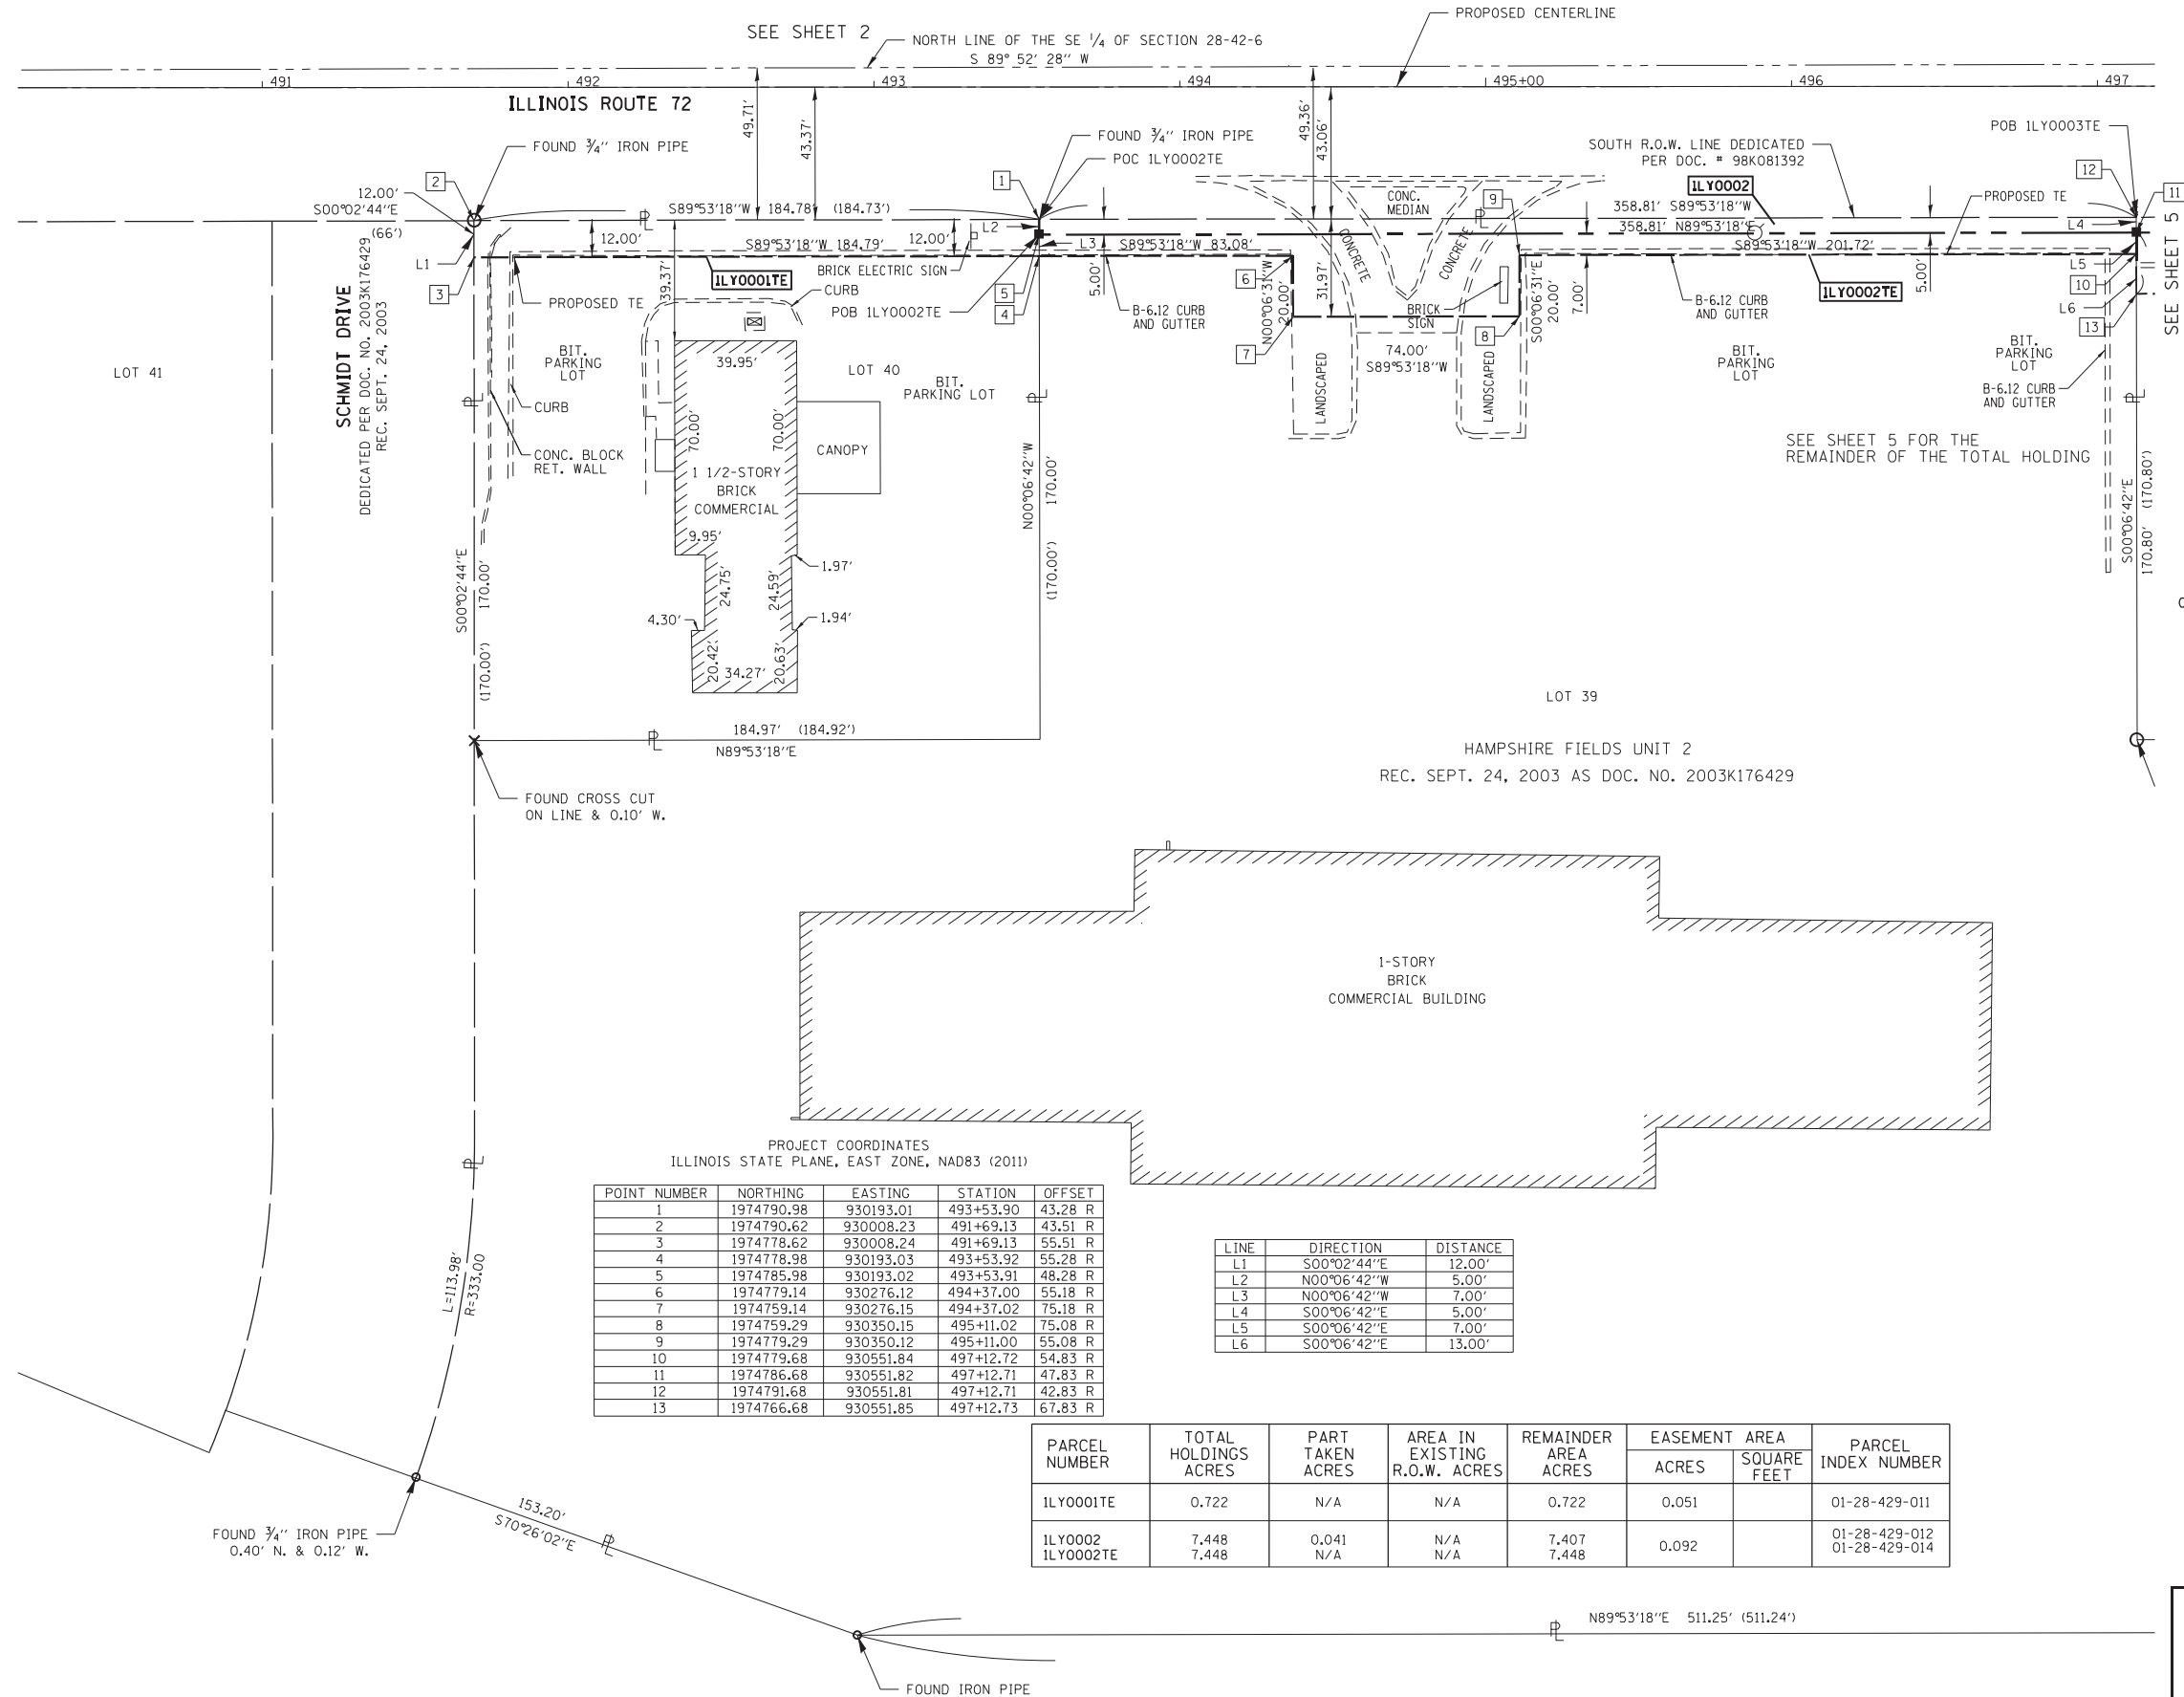 SEE SHEET 2
PROPOSED CENTERLINE
NORTH LINE OF THE SE 1/4 OF SECTION 28-42-6
S 89° 52' 28" W
491
492
493
494
495+00
496
497
ILLINOIS ROUTE 72
49.71'
43.37'
49.36'
43.06'
FOUND 3/4" IRON PIPE
2
12.00'
S00°02'44"E
(66')
L1
3
SCHMIDT DRIVE
DEDICATED PER DOC. NO. 2003K176429
REC. SEPT. 24, 2003
LOT 41
FOUND 3/4" IRON PIPE
POC 1LY0002TE
1
S89°53'18"W 184.78' (184.73')
12.00'
S89°53'18"W 184.79'
12.00'
L2
L3
BRICK ELECTRIC SIGN
1LY0001TE
39.37'
CURB
PROPOSED TE
POB 1LY0002TE
5
4
5.00'
S89°53'18"W 83.08'
B-6.12 CURB
AND GUTTER
6
7
N00°06'31"W
20.00'
31.97'
CONCRETE
CONC.
MEDIAN
CONCRETE
BRICK
SIGN
9
8
S00°06'31"E
20.00'
7.00'
LANDSCAPED
74.00'
S89°53'18"W
LANDSCAPED
SOUTH R.O.W. LINE DEDICATED
PER DOC. # 98K081392
1LY0002
358.81' S89°53'18"W
358.81' N89°53'18"E
S89°53'18"W 201.72'
PROPOSED TE
1LY0002TE
B-6.12 CURB
AND GUTTER
5.00'
POB 1LY0003TE
12
11
L4
L5
10
L6
13
SEE SHEET 5
BIT.
PARKING
LOT
BIT.
PARKING
LOT
B-6.12 CURB
AND GUTTER
SEE SHEET 5 FOR THE
REMAINDER OF THE TOTAL HOLDING
S00°06'42"E
170.80' (170.80')
BIT.
PARKING
LOT
CURB
CONC. BLOCK
RET. WALL
39.95'
70.00'
70.00'
LOT 40
BIT.
PARKING LOT
CANOPY
1 1/2-STORY
BRICK
COMMERCIAL
9.95'
1.97'
24.75'
24.59'
4.30'
1.94'
20.42'
20.63'
34.27'
N00°06'42"W
170.00'
(170.00')
S00°02'44"E
170.00'
(170.00')
184.97' (184.92')
N89°53'18"E
FOUND CROSS CUT
ON LINE & 0.10' W.
LOT 39
HAMPSHIRE FIELDS UNIT 2
REC. SEPT. 24, 2003 AS DOC. NO. 2003K176429
1-STORY
BRICK
COMMERCIAL BUILDING
PROJECT COORDINATES
ILLINOIS STATE PLANE, EAST ZONE, NAD83 (2011)
POINT NUMBER NORTHING EASTING STATION OFFSET
1 1974790.98 930193.01 493+53.90 43.28 R
2 1974790.62 930008.23 491+69.13 43.51 R
3 1974778.62 930008.24 491+69.13 55.51 R
4 1974778.98 930193.03 493+53.92 55.28 R
5 1974785.98 930193.02 493+53.91 48.28 R
6 1974779.14 930276.12 494+37.00 55.18 R
7 1974759.14 930276.15 494+37.02 75.18 R
8 1974759.29 930350.15 495+11.02 75.08 R
9 1974779.29 930350.12 495+11.00 55.08 R
10 1974779.68 930551.84 497+12.72 54.83 R
11 1974786.68 930551.82 497+12.71 47.83 R
12 1974791.68 930551.81 497+12.71 42.83 R
13 1974766.68 930551.85 497+12.73 67.83 R
LINE DIRECTION DISTANCE
L1 S00°02'44"E 12.00'
L2 N00°06'42"W 5.00'
L3 N00°06'42"W 7.00'
L4 S00°06'42"E 5.00'
L5 S00°06'42"E 7.00'
L6 S00°06'42"E 13.00'
L=113.98'
R=333.00
PARCEL NUMBER TOTAL HOLDINGS ACRES PART TAKEN ACRES AREA IN EXISTING R.O.W. ACRES REMAINDER AREA ACRES EASEMENT AREA ACRES SQUARE FEET PARCEL INDEX NUMBER
1LY0001TE 0.722 N/A N/A 0.722 0.051 01-28-429-011
1LY0002 7.448 0.041 N/A 7.407 0.092 01-28-429-012
1LY0002TE 7.448 N/A N/A 7.448 01-28-429-014
153.20'
S70°26'02"E
FOUND 3/4" IRON PIPE
0.40' N. & 0.12' W.
N89°53'18"E 511.25' (511.24')
FOUND IRON PIPE